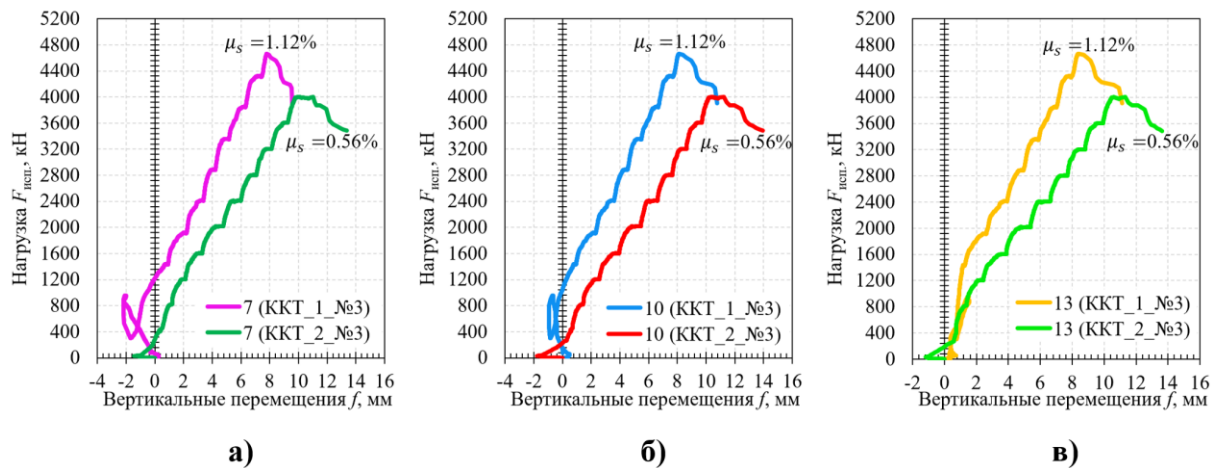 5200
4800
4400
4000
3600
3200
2800
2400
2000
1600
1200
800
400
0
Нагрузка Fисп., кН
μs =1.12%
μs =0.56%
7 (ККТ_1_№3)
7 (ККТ_2_№3)
-4 -2 0 2 4 6 8 10 12 14 16
Вертикальные перемещения f, мм
а)
5200
4800
4400
4000
3600
3200
2800
2400
2000
1600
1200
800
400
0
Нагрузка Fисп., кН
μs =1.12%
μs =0.56%
10 (ККТ_1_№3)
10 (ККТ_2_№3)
-4 -2 0 2 4 6 8 10 12 14 16
Вертикальные перемещения f, мм
б)
5200
4800
4400
4000
3600
3200
2800
2400
2000
1600
1200
800
400
0
Нагрузка Fисп., кН
μs =1.12%
μs =0.56%
13 (ККТ_1_№3)
13 (ККТ_2_№3)
-2 0 2 4 6 8 10 12 14 16
Вертикальные перемещения f, мм
в)